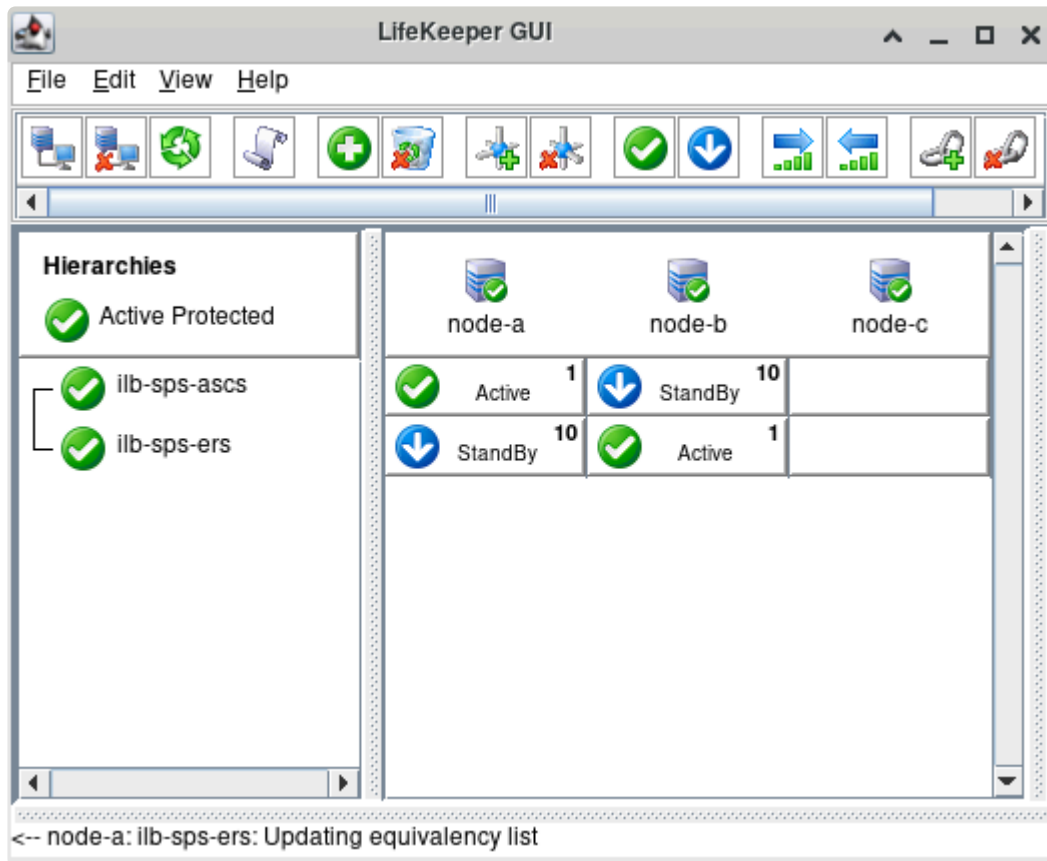 LifeKeeper GUI
File Edit View Help
Hierarchies
Active Protected
node-a node-b node-c
ilb-sps-ascs
Active 1 StandBy 10
ilb-sps-ers
StandBy 10 Active 1
<-- node-a: ilb-sps-ers: Updating equivalency list